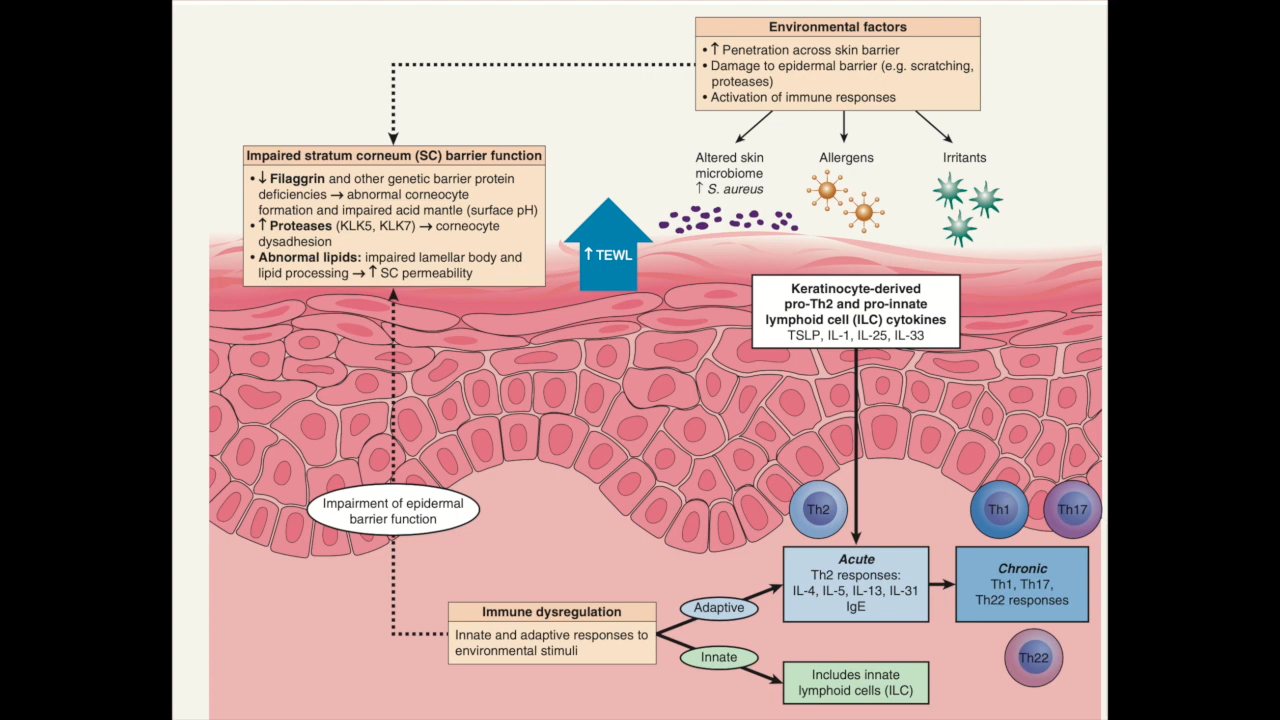 Environmental factors
• ↑ Penetration across skin barrier
• Damage to epidermal barrier (e.g. scratching,
proteases)
• Activation of immune responses
Impaired stratum corneum (SC) barrier function
• ↓ Filaggrin and other genetic barrier protein
deficiencies → abnormal corneocyte
formation and impaired acid mantle (surface pH)
• ↑ Proteases (KLK5, KLK7) → corneocyte
dysadhesion
• Abnormal lipids: impaired lamellar body and
lipid processing → ↑ SC permeability
Altered skin
microbiome
↑ S. aureus
Allergens
Irritants
↑ TEWL
Keratinocyte-derived
pro-Th2 and pro-innate
lymphoid cell (ILC) cytokines
TSLP, IL-1, IL-25, IL-33
Impairment of epidermal
barrier function
Th2
Th1
Th17
Acute
Th2 responses:
IL-4, IL-5, IL-13, IL-31
IgE
Chronic
Th1, Th17,
Th22 responses
Immune dysregulation
Innate and adaptive responses to
environmental stimuli
Adaptive
Innate
Th22
Includes innate
lymphoid cells (ILC)